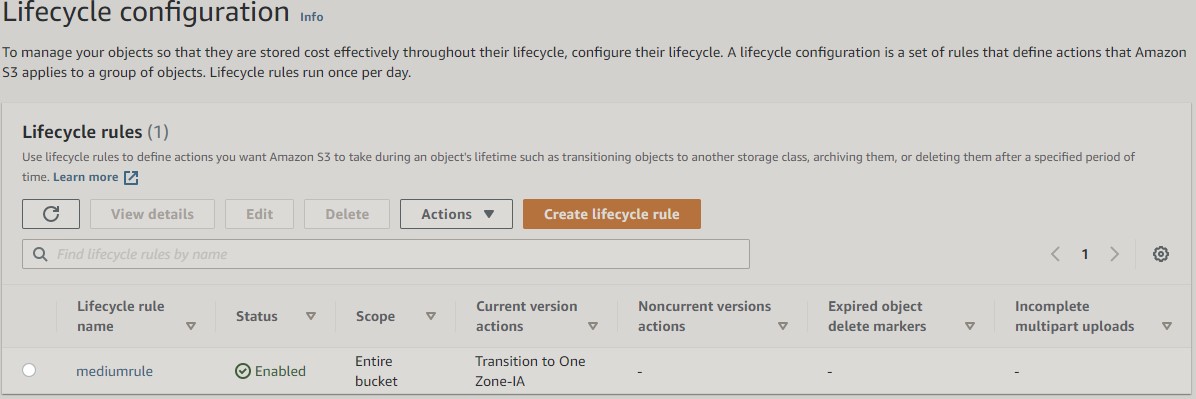 Lifecycle configuration Info
To manage your objects so that they are stored cost effectively throughout their lifecycle, configure their lifecycle. A lifecycle configuration is a set of rules that define actions that Amazon
S3 applies to a group of objects. Lifecycle rules run once per day.
Lifecycle rules (1)
Use lifecycle rules to define actions you want Amazon S3 to take during an object's lifetime such as transitioning objects to another storage class, archiving them, or deleting them after a specified period of
time. Learn more
View details Edit Delete Actions Create lifecycle rule
Find lifecycle rules by name 1
Lifecycle rule name Status Scope Current version actions Noncurrent versions actions Expired object delete markers Incomplete multipart uploads
mediumrule Enabled Entire bucket Transition to One Zone-IA - - -